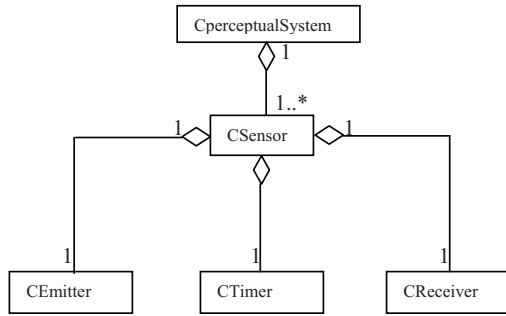 CperceptualSystem
1
1..*
1
CSensor
1
1
1
1
CEmitter
CTimer
CReceiver